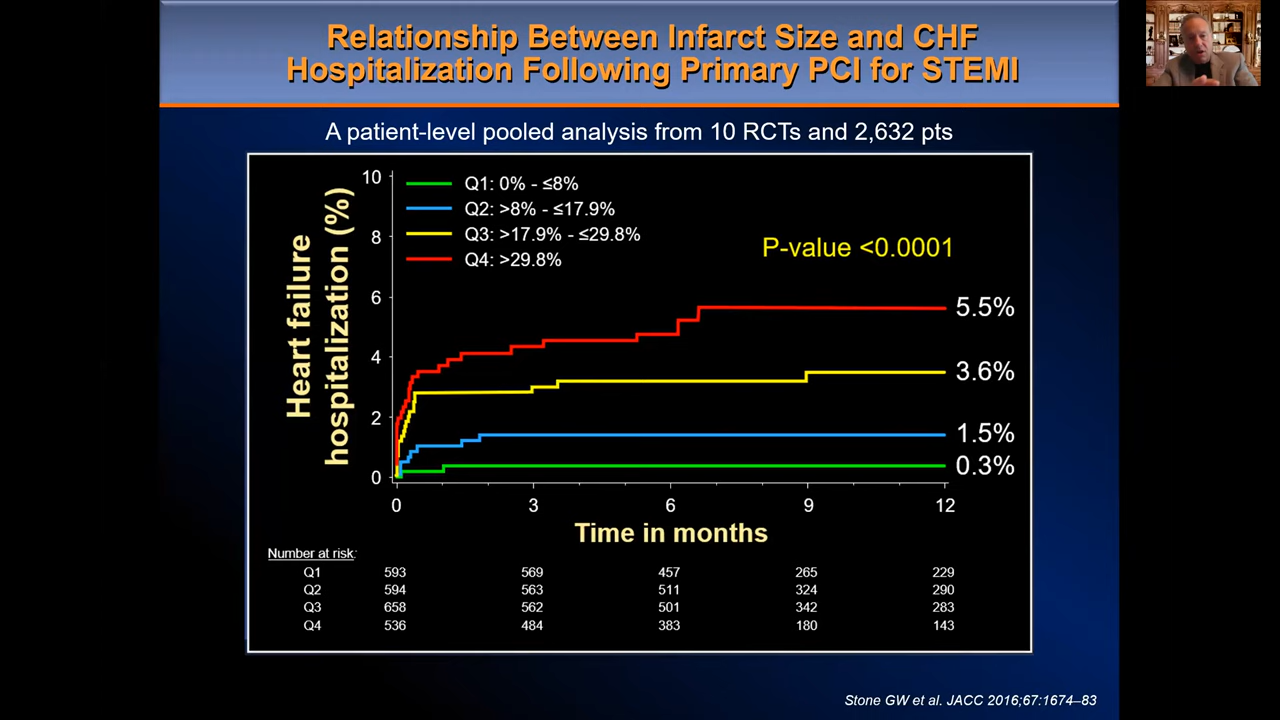 Relationship Between Infarct Size and CHF
Hospitalization Following Primary PCI for STEMI
A patient-level pooled analysis from 10 RCTs and 2,632 pts
Heart failure
hospitalization (%)
10
8
6
4
2
0
Q1: 0% - ≤8%
Q2: >8% - ≤17.9%
Q3: >17.9% - ≤29.8%
Q4: >29.8%
P-value <0.0001
5.5%
3.6%
1.5%
0.3%
0 3 6 9 12
Time in months
Number at risk:
Q1 593 569 457 265 229
Q2 594 563 511 324 290
Q3 658 562 501 342 283
Q4 536 484 383 180 143
Stone GW et al. JACC 2016;67:1674–83